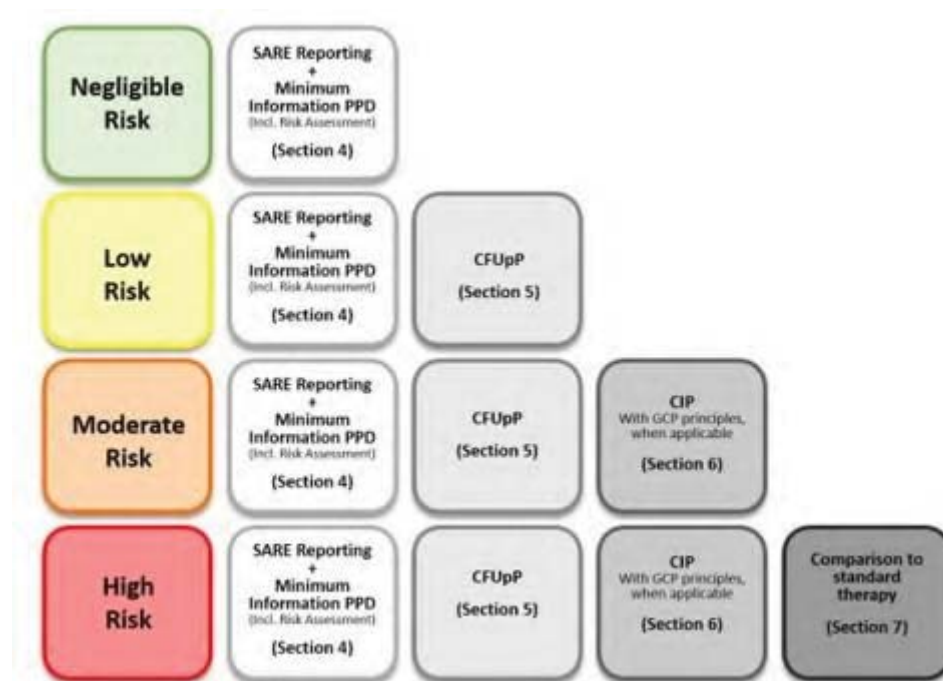 Negligible
Risk
SARE Reporting
+
Minimum
Information PPD
(Incl. Risk Assessment)
(Section 4)
Low
Risk
SARE Reporting
+
Minimum
Information PPD
(Incl. Risk Assessment)
(Section 4)
CFUpP
(Section 5)
Moderate
Risk
SARE Reporting
+
Minimum
Information PPD
(Incl. Risk Assessment)
(Section 4)
CFUpP
(Section 5)
CIP
With GCP principles,
when applicable
(Section 6)
High
Risk
SARE Reporting
+
Minimum
Information PPD
(Incl. Risk Assessment)
(Section 4)
CFUpP
(Section 5)
CIP
With GCP principles,
when applicable
(Section 6)
Comparison to
standard
therapy
(Section 7)